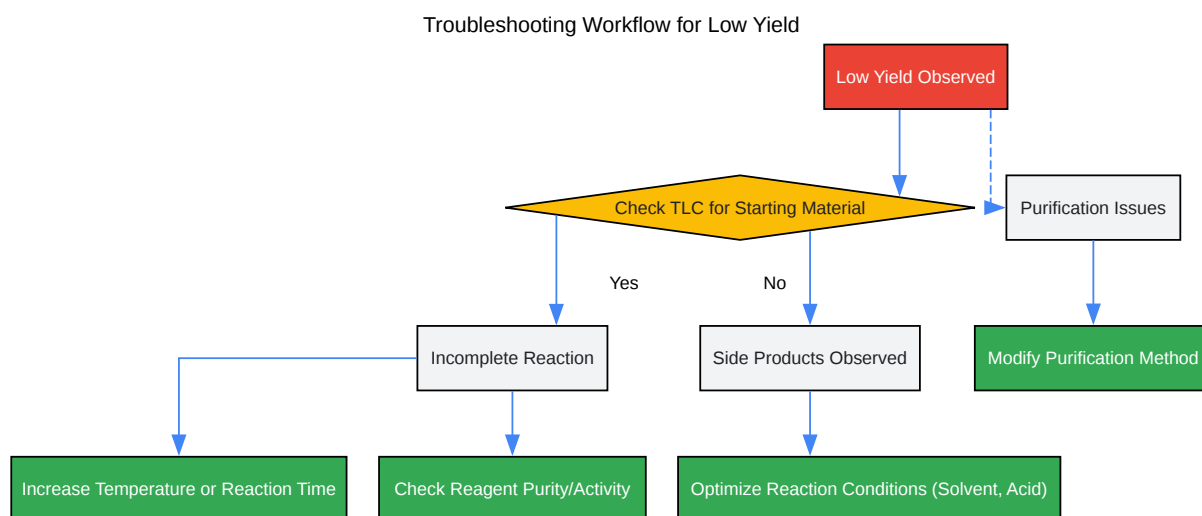 Troubleshooting Workflow for Low Yield
Low Yield Observed
Check TLC for Starting Material
Purification Issues
Yes
No
Incomplete Reaction
Side Products Observed
Modify Purification Method
Increase Temperature or Reaction Time
Check Reagent Purity/Activity
Optimize Reaction Conditions (Solvent, Acid)